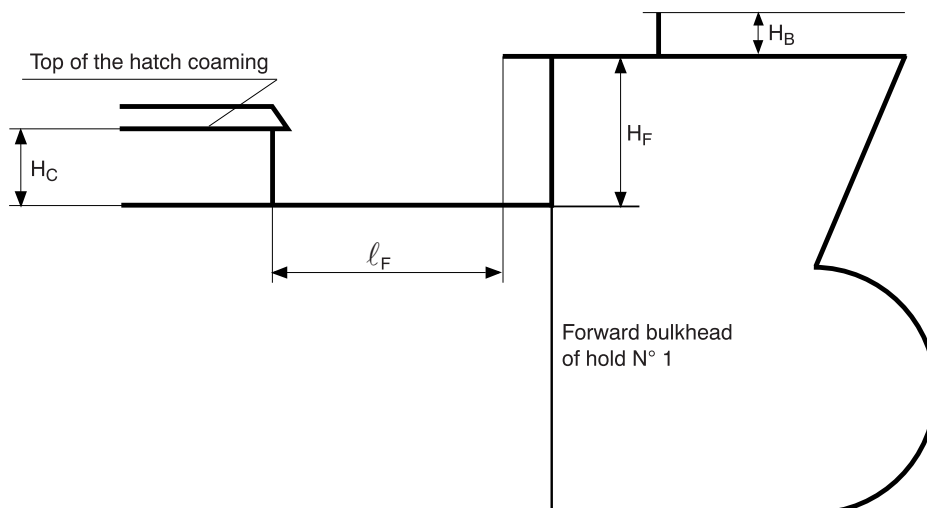 H_B
Top of the hatch coaming
H_F
H_C
ℓ_F
Forward bulkhead
of hold N° 1